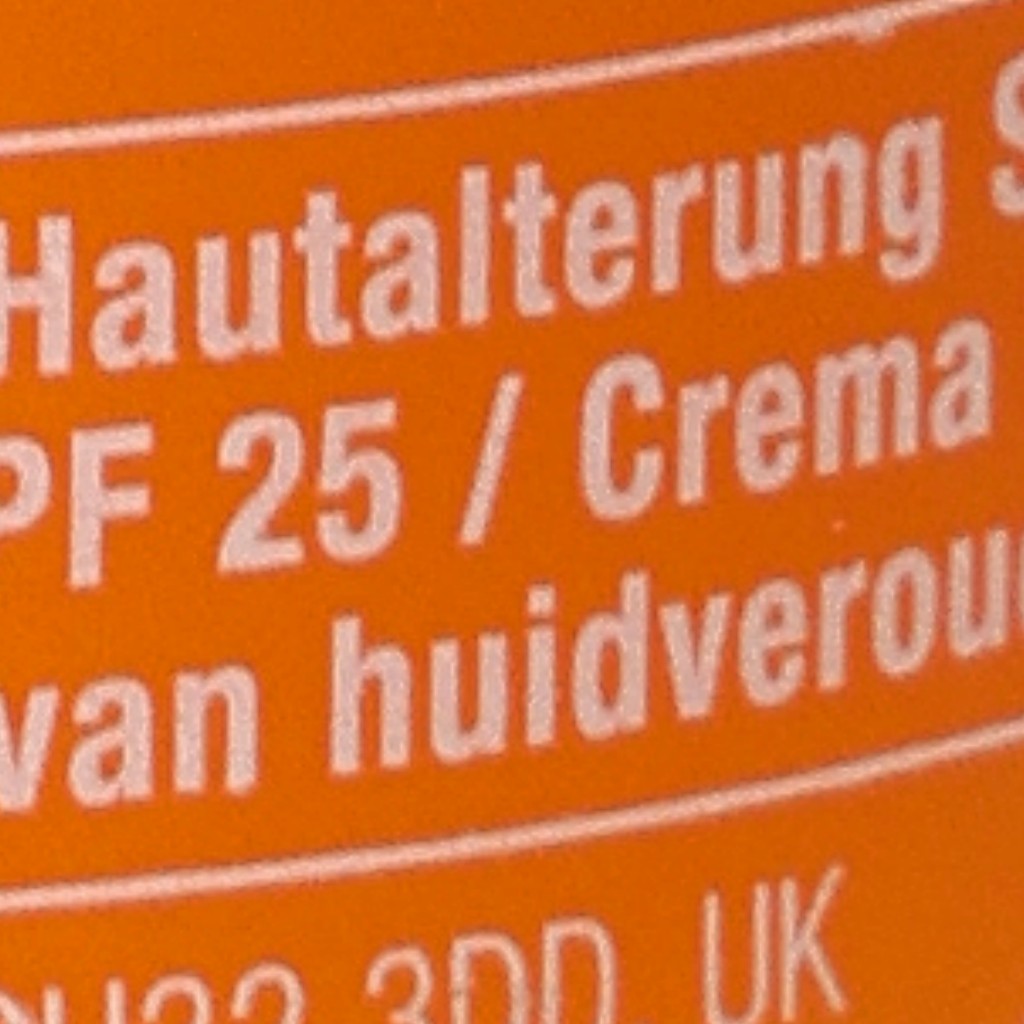 Hautalterung
PF 25 / Crema
van huidverou
3DD, UK